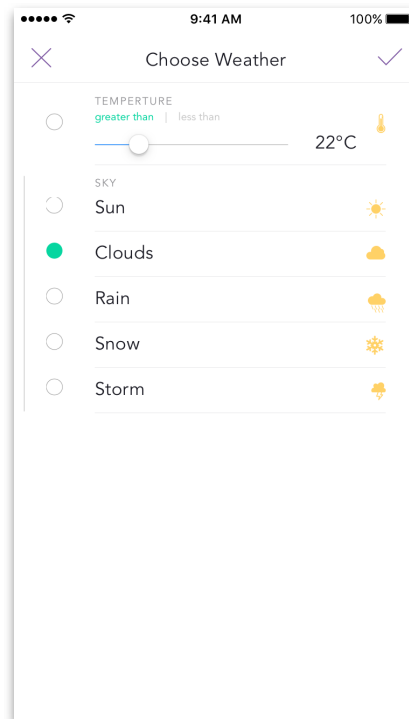 9:41 AM 100%
Choose Weather
TEMPERTURE
greater than | less than
22°C
SKY
Sun
Clouds
Rain
Snow
Storm